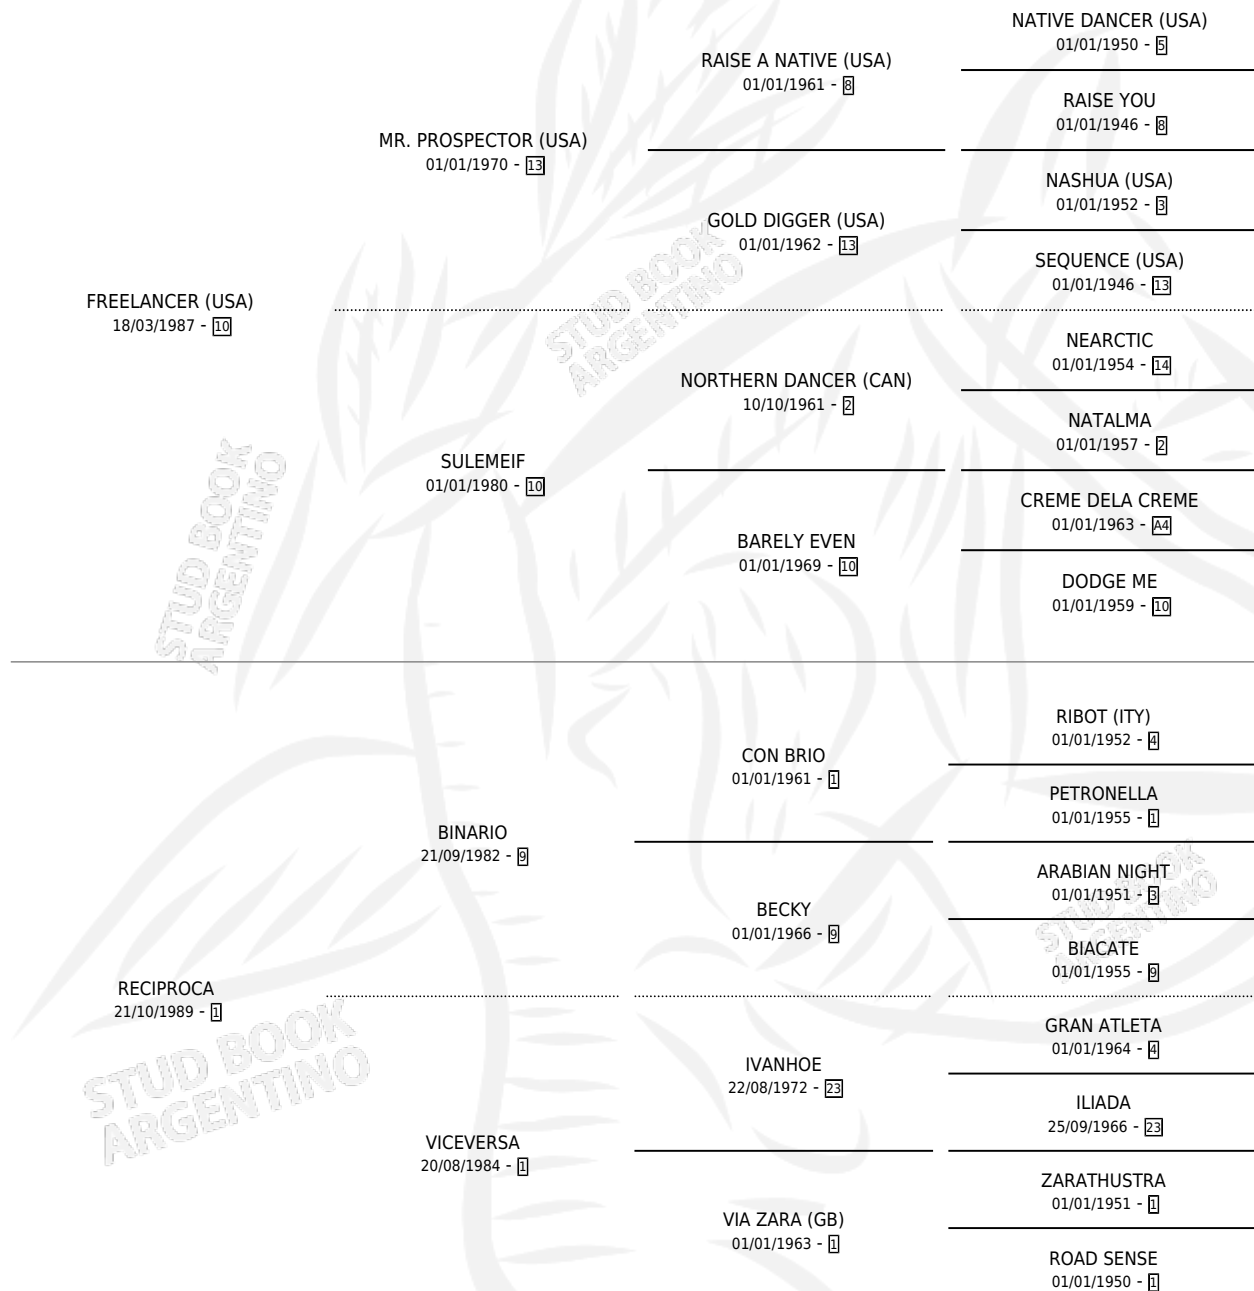 NATIVE DANCER (USA)
01/01/1950 - 5
RAISE A NATIVE (USA)
01/01/1961 - 8
RAISE YOU
01/01/1946 - 8
MR. PROSPECTOR (USA)
01/01/1970 - 13
NASHUA (USA)
01/01/1952 - 3
GOLD DIGGER (USA)
01/01/1962 - 13
SEQUENCE (USA)
01/01/1946 - 13
FREELANCER (USA)
18/03/1987 - 10
STUD BOOK
ARGENTINO
NEARCTIC
01/01/1954 - 14
NORTHERN DANCER (CAN)
10/10/1961 - 2
NATALMA
01/01/1957 - 2
SULEMEIF
01/01/1980 - 10
CREME DELA CREME
01/01/1963 - A4
BARELY EVEN
01/01/1969 - 10
DODGE ME
01/01/1959 - 10
STUD BOOK
ARGENTINO
RIBOT (ITY)
01/01/1952 - 4
CON BRIO
01/01/1961 - 1
PETRONELLA
01/01/1955 - 1
BINARIO
21/09/1982 - 9
ARABIAN NIGHT
01/01/1951 - 3
BECKY
01/01/1966 - 9
BIACATE
01/01/1955 - 9
STUD BOOK
ARGENTINO
RECIPROCA
21/10/1989 - 1
GRAN ATLETA
01/01/1964 - 4
IVANHOE
22/08/1972 - 23
ILIADA
25/09/1966 - 23
STUD BOOK
ARGENTINO
VICEVERSA
20/08/1984 - 1
ZARATHUSTRA
01/01/1951 - 1
VIA ZARA (GB)
01/01/1963 - 1
ROAD SENSE
01/01/1950 - 1